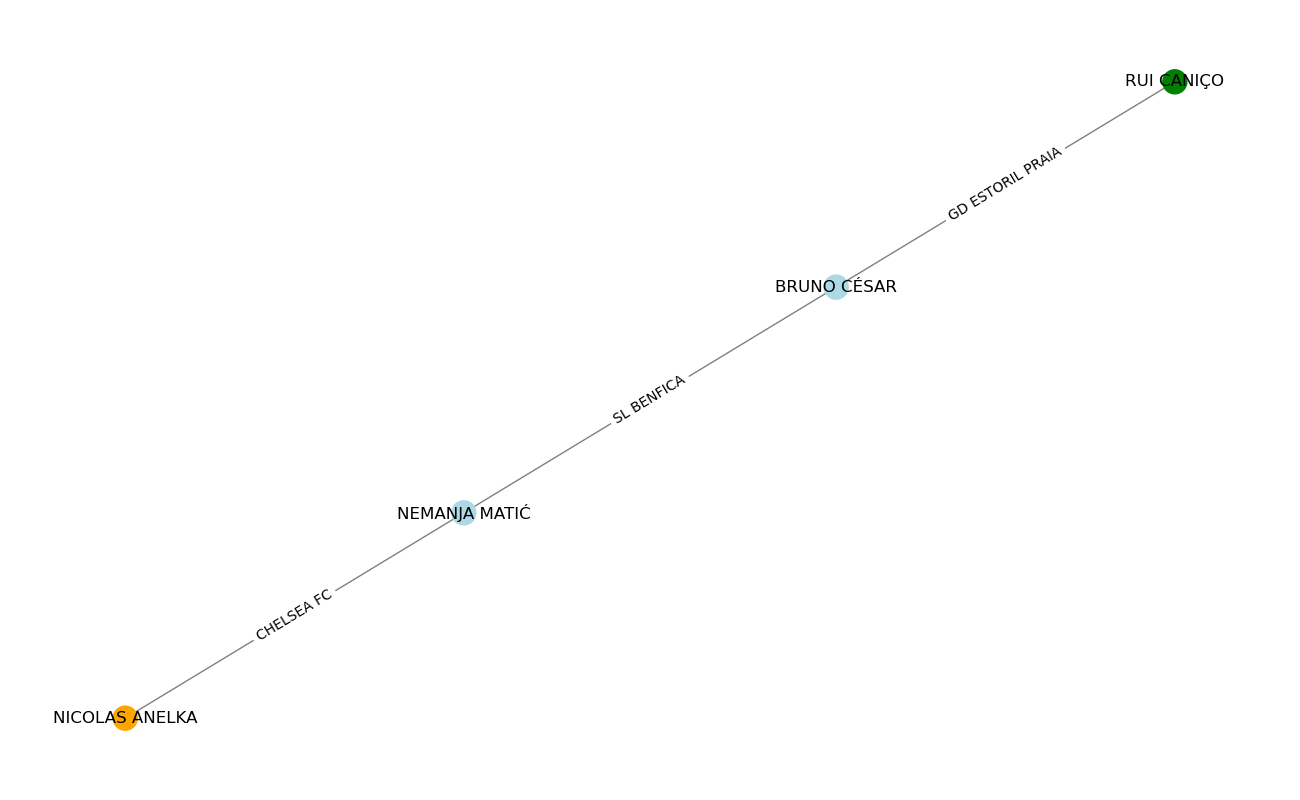 RUI CANIÇO
GD ESTORIL PRAIA
BRUNO CÉSAR
SL BENFICA
NEMANJA MATIĆ
CHELSEA FC
NICOLAS ANELKA